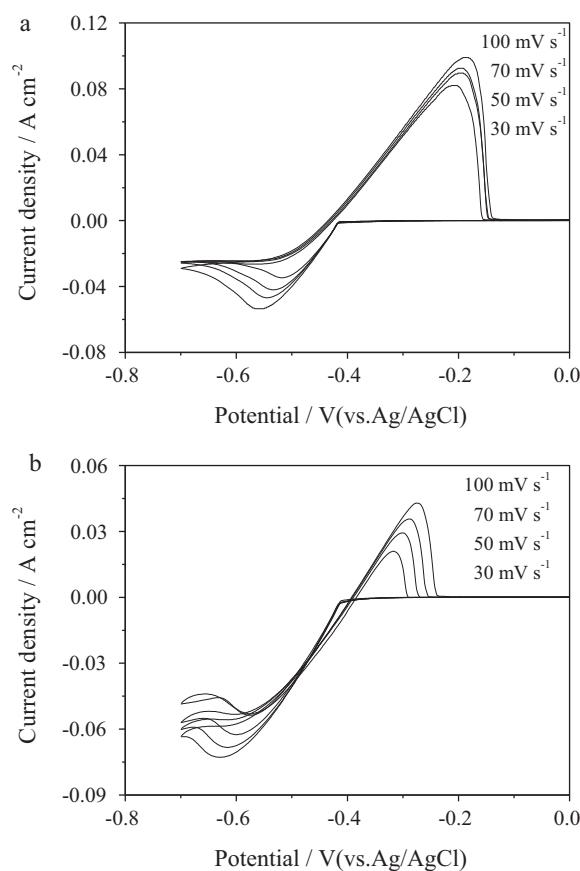 a
0.12
100 mV s⁻¹
70 mV s⁻¹
0.08
50 mV s⁻¹
30 mV s⁻¹
0.04
0.00
-0.04
-0.08
Current density / A cm⁻²
-0.8 -0.6 -0.4 -0.2 0.0
Potential / V(vs.Ag/AgCl)
b
0.06
100 mV s⁻¹
70 mV s⁻¹
0.03
50 mV s⁻¹
30 mV s⁻¹
0.00
-0.03
-0.06
-0.09
Current density / A cm⁻²
-0.8 -0.6 -0.4 -0.2 0.0
Potential / V(vs.Ag/AgCl)